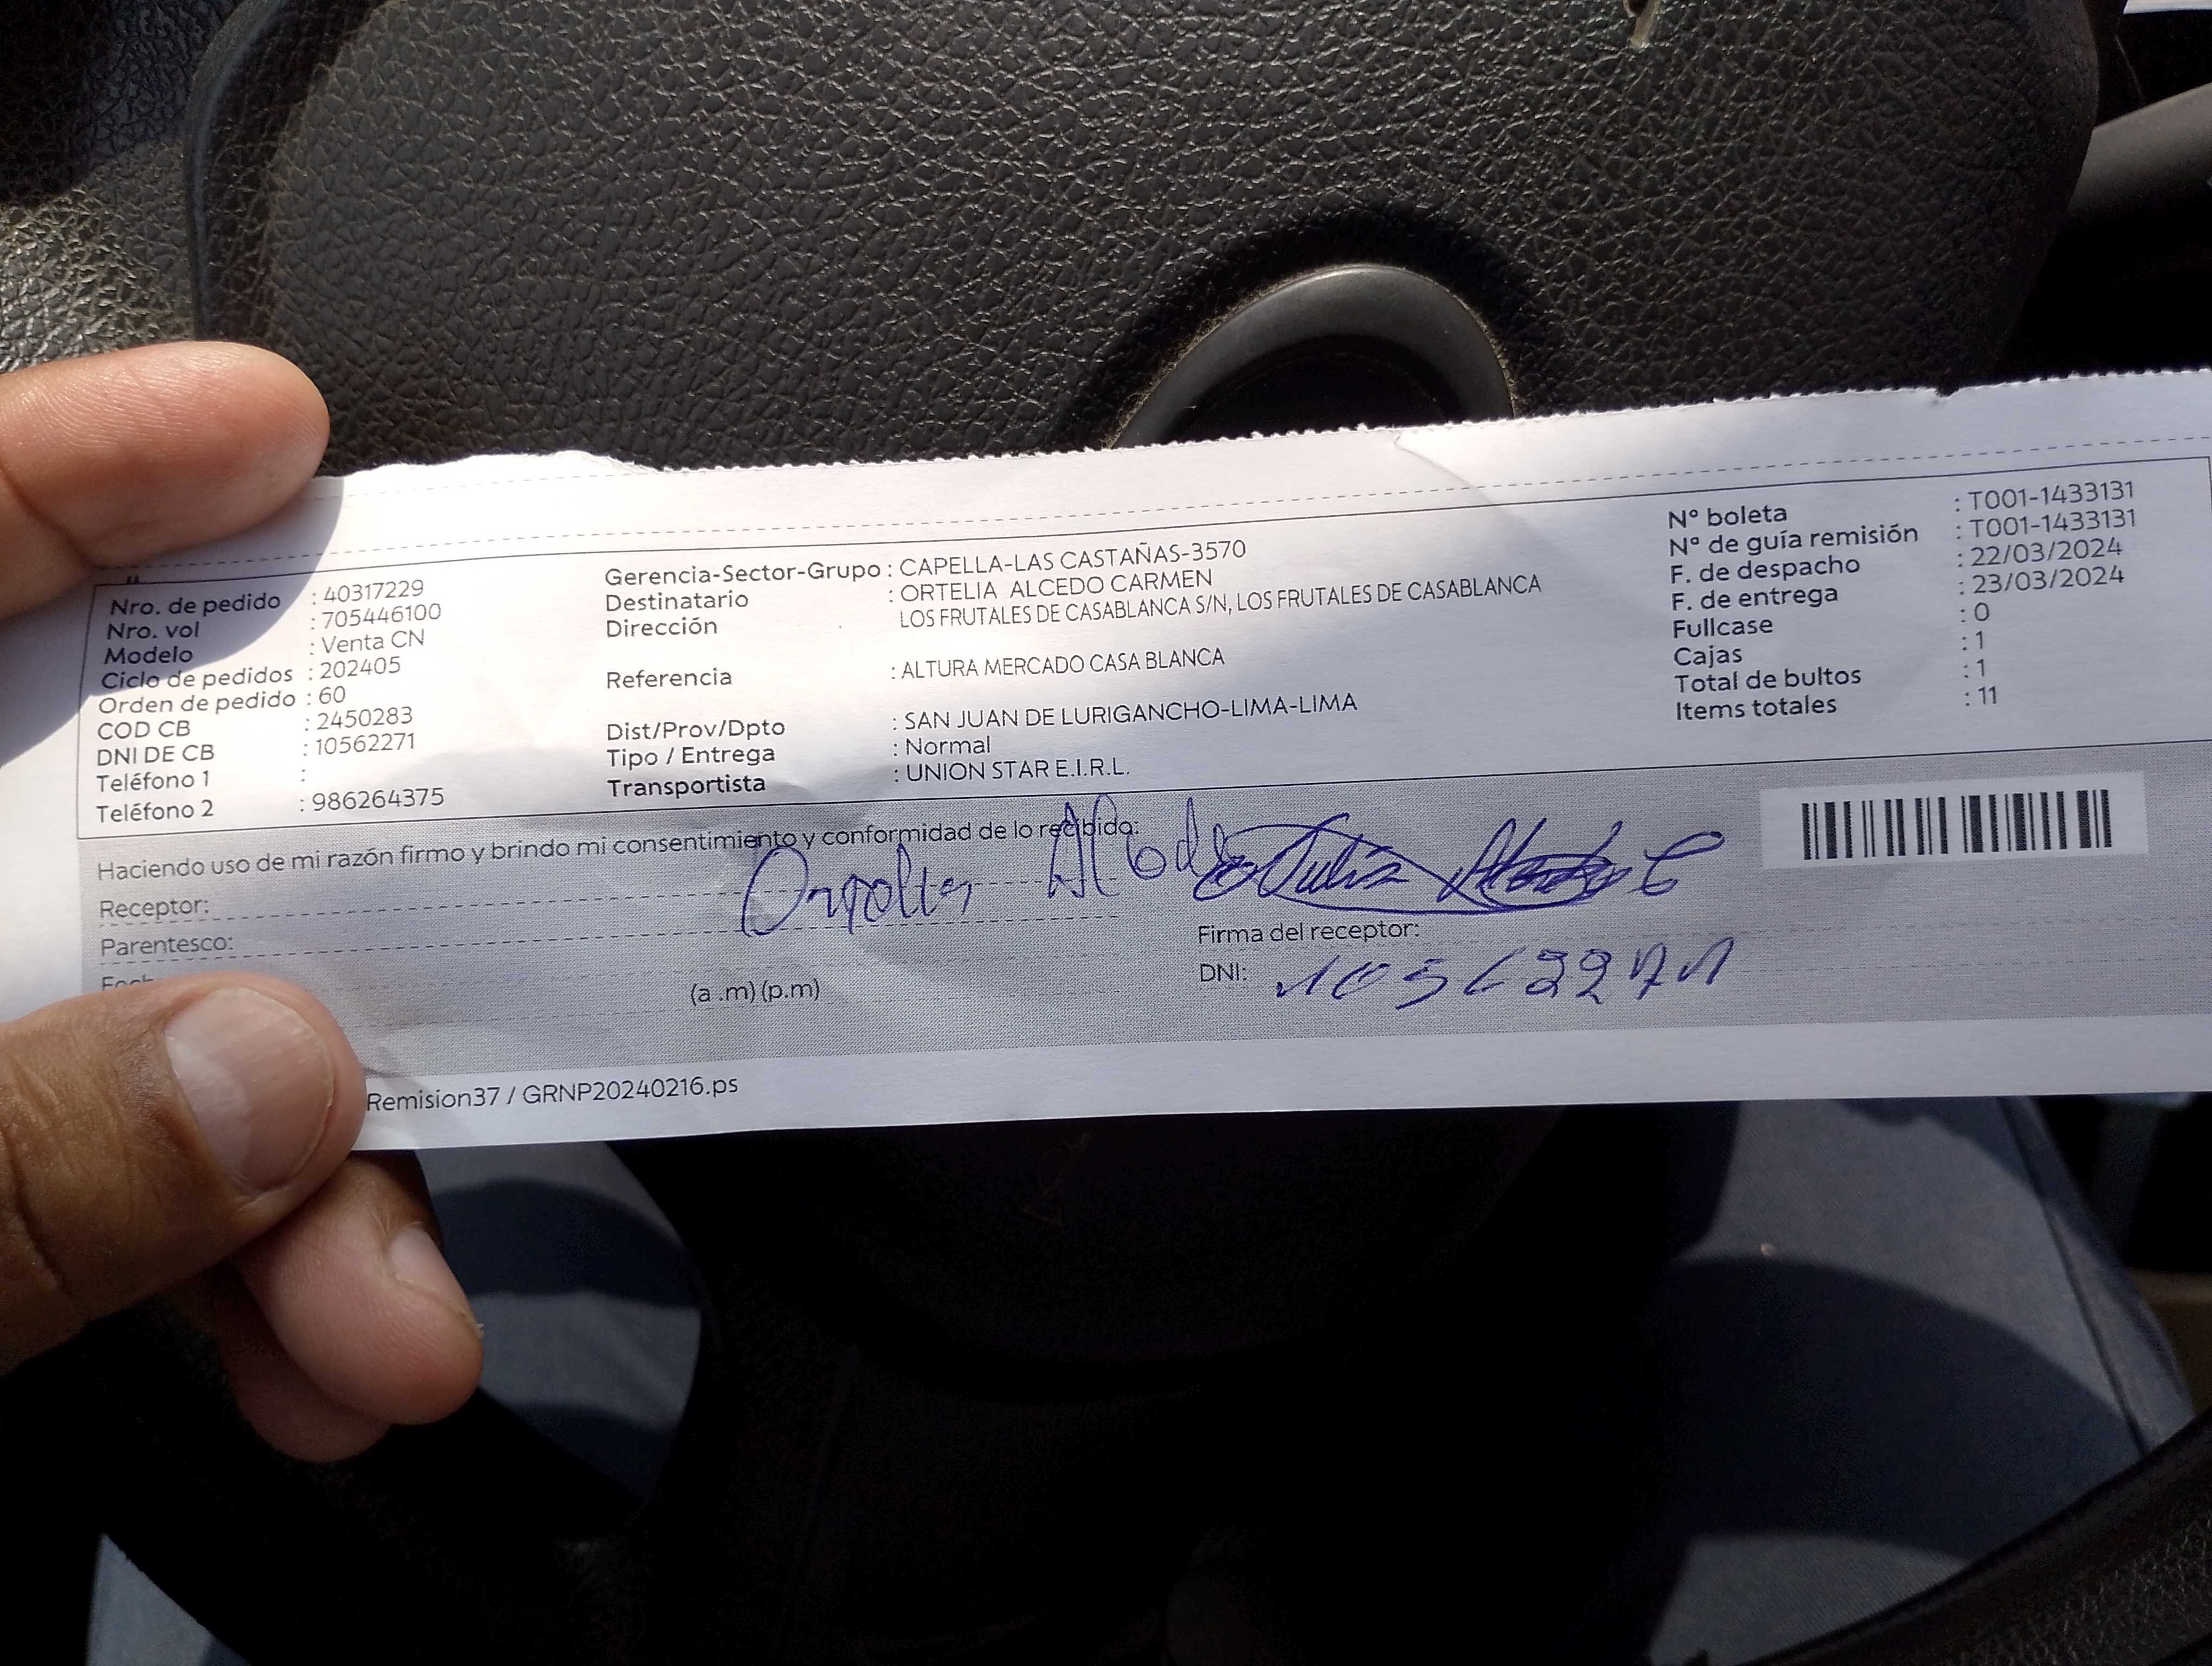 Nro. de pedido : 40317229
Nro. vol : 705446100
Modelo : Venta CN
Ciclo de pedidos : 202405
Orden de pedido : 60
COD CB : 2450283
DNI DE CB : 10562271
Teléfono 1 :
Teléfono 2 : 986264375
Gerencia-Sector-Grupo : CAPELLA-LAS CASTAÑAS-3570
Destinatario : ORTELIA ALCEDO CARMEN
Dirección LOS FRUTALES DE CASABLANCA S/N, LOS FRUTALES DE CASABLANCA
Referencia : ALTURA MERCADO CASA BLANCA
Dist/Prov/Dpto : SAN JUAN DE LURIGANCHO-LIMA-LIMA
Tipo / Entrega : Normal
Transportista : UNION STAR E.I.R.L.
Nº boleta : T001-1433131
Nº de guía remisión : T001-1433131
F. de despacho : 22/03/2024
F. de entrega : 23/03/2024
Fullcase : 0
Cajas : 1
Total de bultos : 1
Items totales : 11
Haciendo uso de mi razón firmo y brindo mi consentimiento y conformidad de lo recibido:
Receptor:
Parentesco:
(a .m) (p.m)
Firma del receptor:
DNI: 10562271
Remision37 / GRNP20240216.ps